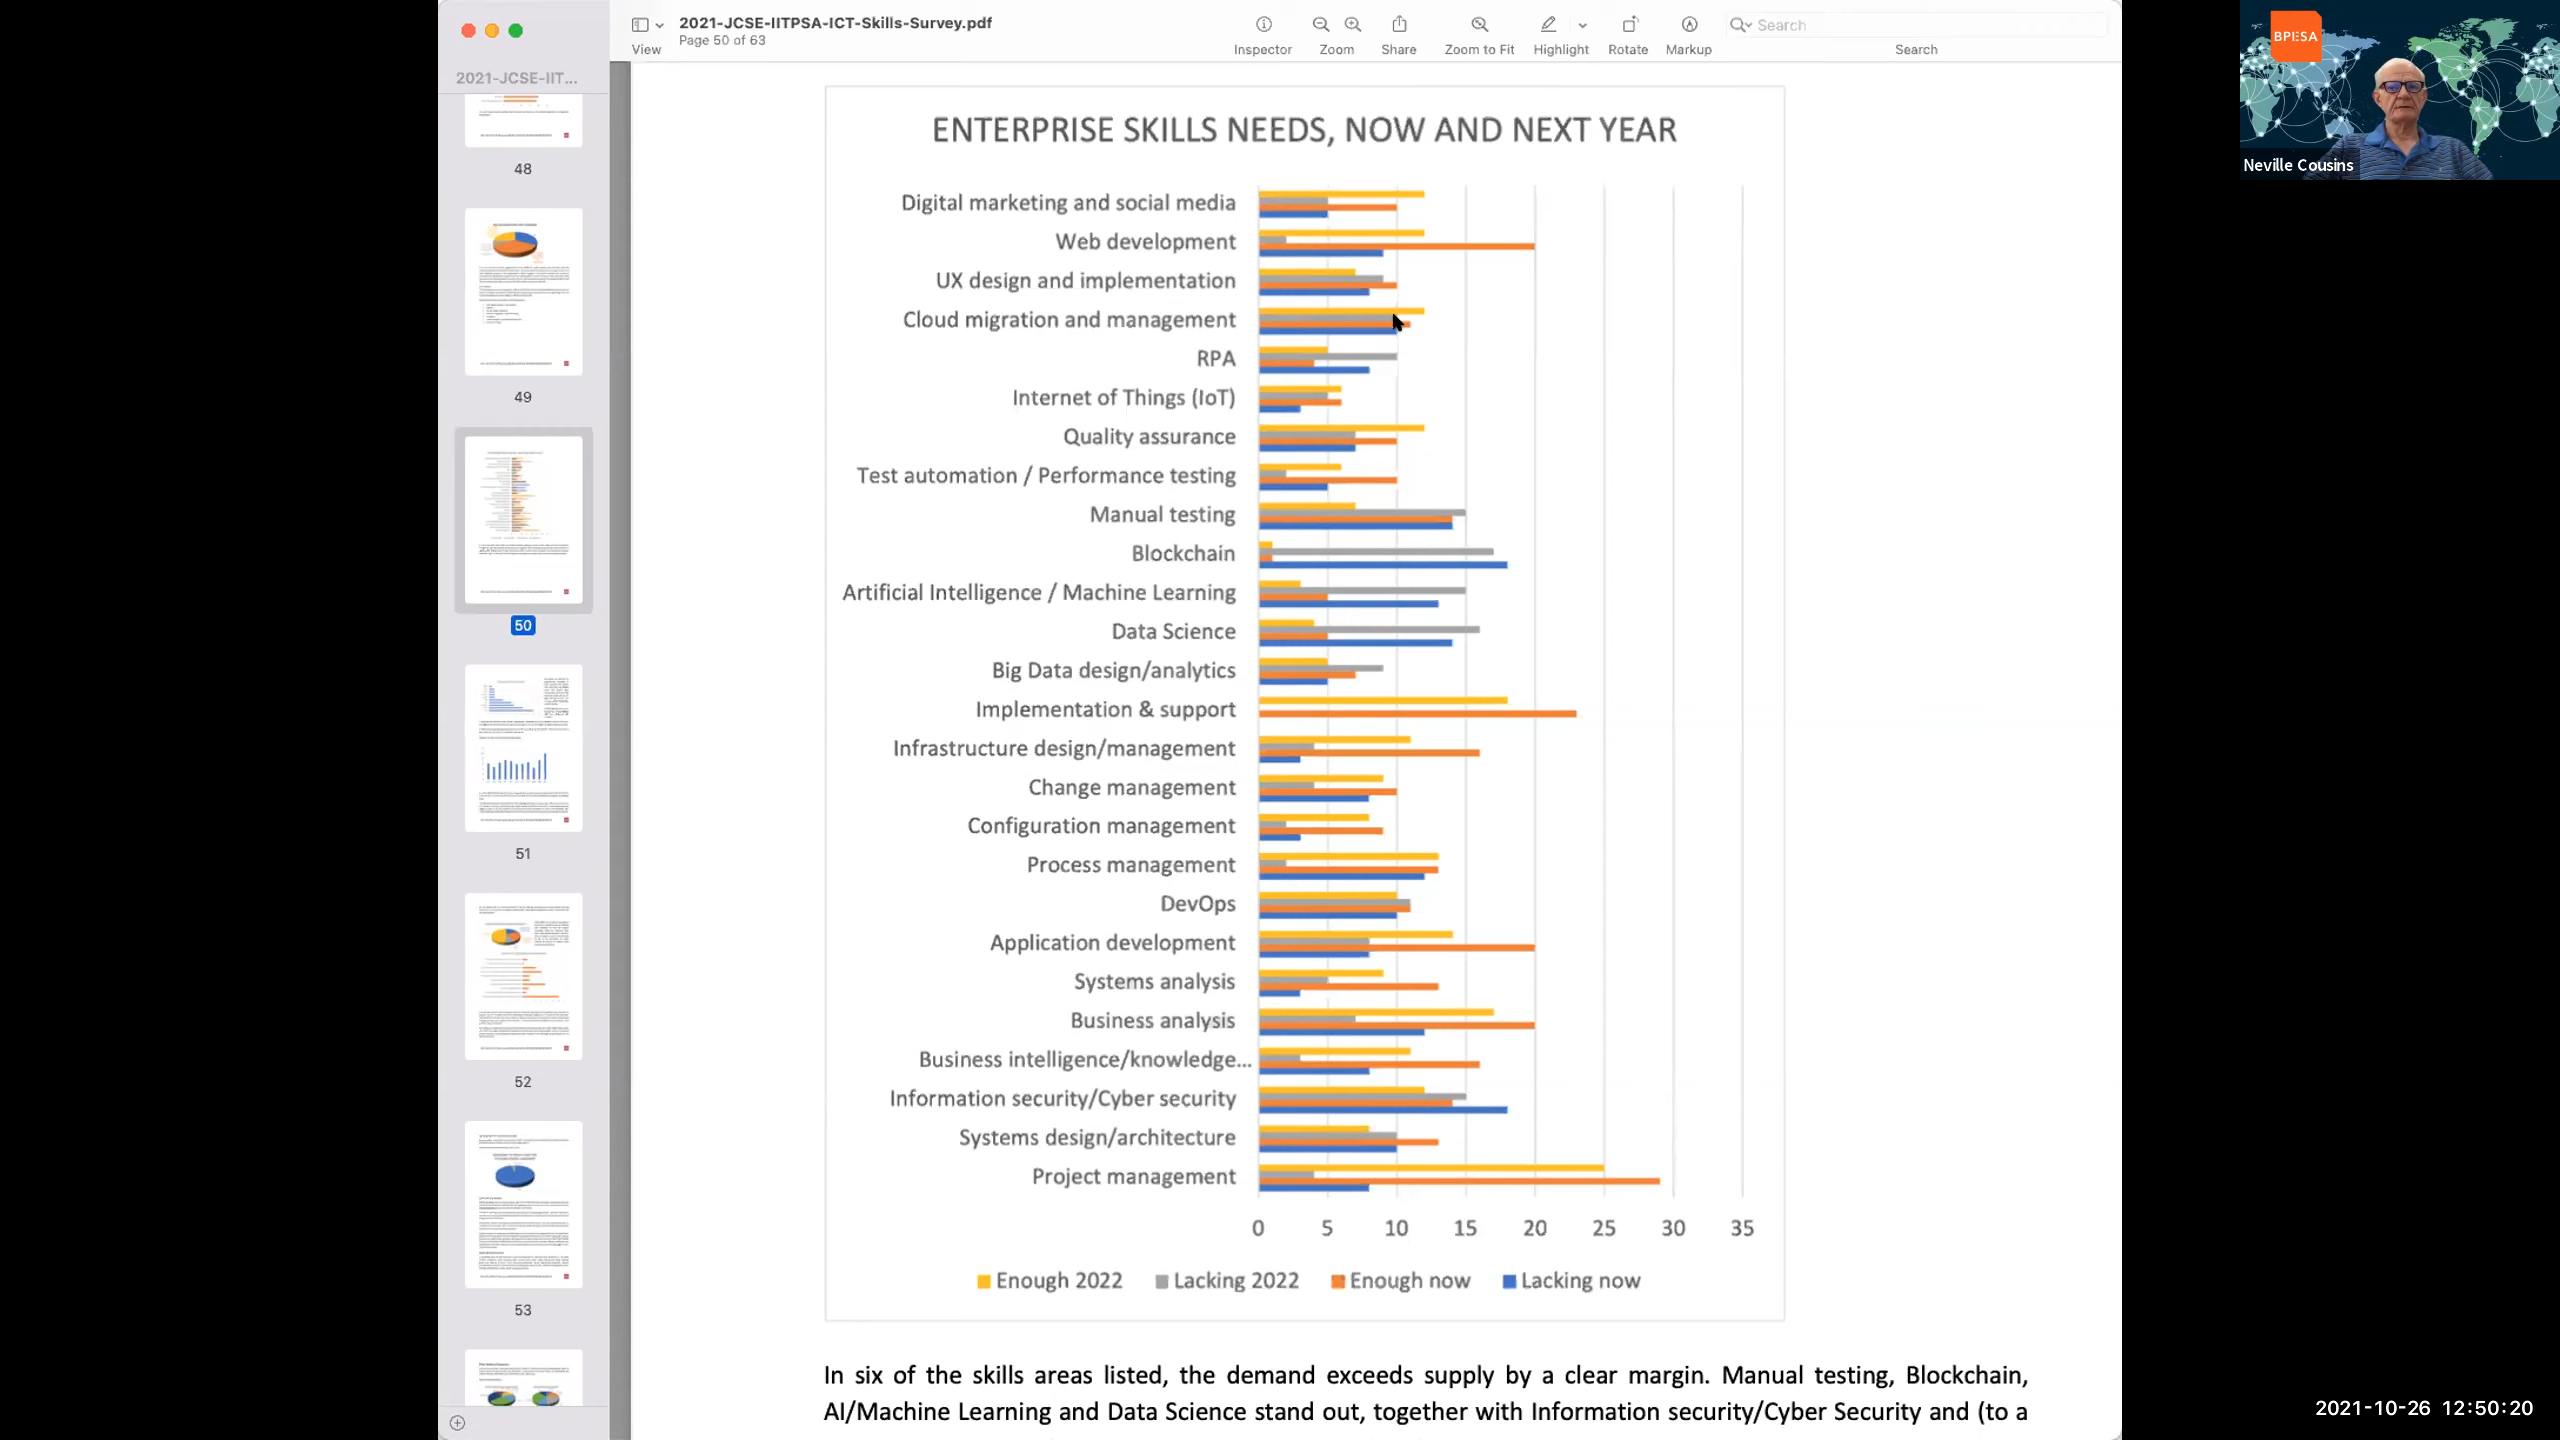 2021-JCSE-IITPSA-ICT-Skills-Survey.pdf
Page 50 of 63
View
Inspector
Zoom
Share
Zoom to Fit
Highlight
Rotate
Markup
Search
Search
2021-JCSE-IIT...
48
49
50
51
52
53
ENTERPRISE SKILLS NEEDS, NOW AND NEXT YEAR
Digital marketing and social media
Web development
UX design and implementation
Cloud migration and management
RPA
Internet of Things (IoT)
Quality assurance
Test automation / Performance testing
Manual testing
Blockchain
Artificial Intelligence / Machine Learning
Data Science
Big Data design/analytics
Implementation & support
Infrastructure design/management
Change management
Configuration management
Process management
DevOps
Application development
Systems analysis
Business analysis
Business intelligence/knowledge...
Information security/Cyber security
Systems design/architecture
Project management
0 5 10 15 20 25 30 35
Enough 2022 Lacking 2022 Enough now Lacking now
In six of the skills areas listed, the demand exceeds supply by a clear margin. Manual testing, Blockchain,
AI/Machine Learning and Data Science stand out, together with Information security/Cyber Security and (to a
BPESA
Neville Cousins
2021-10-26 12:50:20